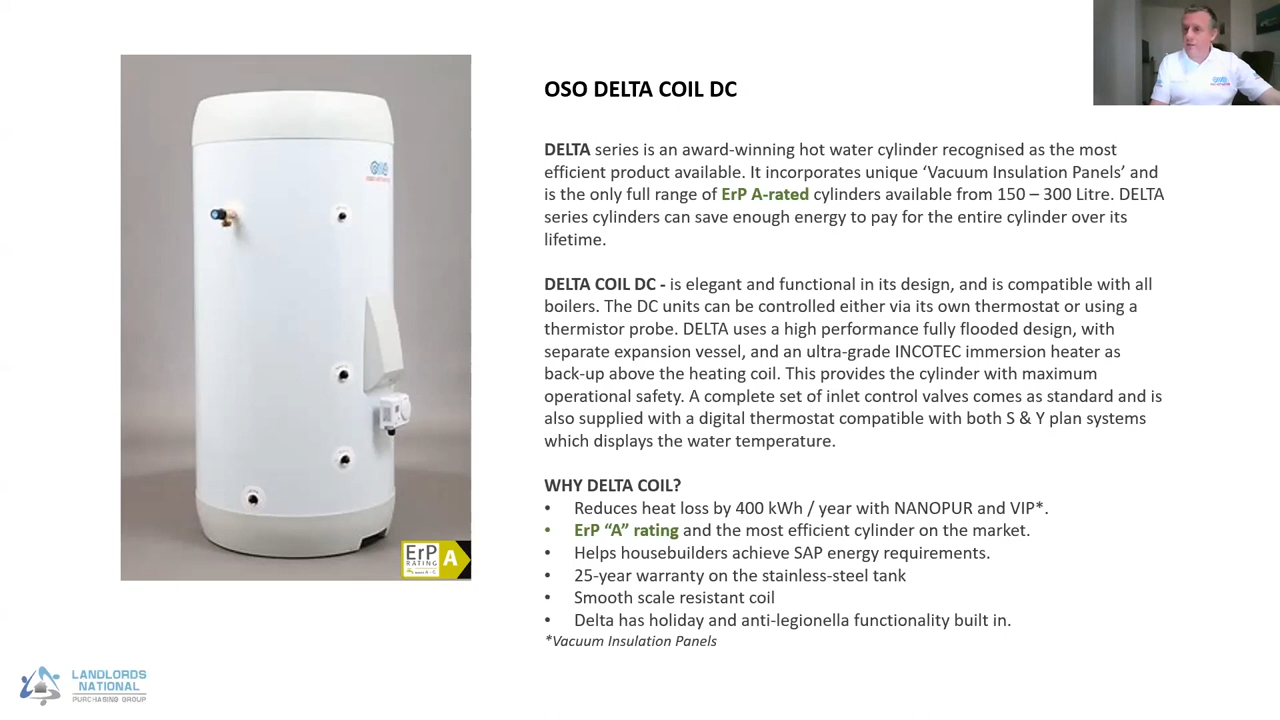 OSO DELTA COIL DC
DELTA series is an award-winning hot water cylinder recognised as the most
efficient product available. It incorporates unique ‘Vacuum Insulation Panels’ and
is the only full range of ErP A-rated cylinders available from 150 – 300 Litre. DELTA
series cylinders can save enough energy to pay for the entire cylinder over its
lifetime.
DELTA COIL DC - is elegant and functional in its design, and is compatible with all
boilers. The DC units can be controlled either via its own thermostat or using a
thermistor probe. DELTA uses a high performance fully flooded design, with
separate expansion vessel, and an ultra-grade INCOTEC immersion heater as
back-up above the heating coil. This provides the cylinder with maximum
operational safety. A complete set of inlet control valves comes as standard and is
also supplied with a digital thermostat compatible with both S & Y plan systems
which displays the water temperature.
WHY DELTA COIL?
• Reduces heat loss by 400 kWh / year with NANOPUR and VIP*.
• ErP “A” rating and the most efficient cylinder on the market.
• Helps housebuilders achieve SAP energy requirements.
• 25-year warranty on the stainless-steel tank
• Smooth scale resistant coil
• Delta has holiday and anti-legionella functionality built in.
*Vacuum Insulation Panels
ErP A
RATING
LANDLORDS
NATIONAL
PURCHASING GROUP